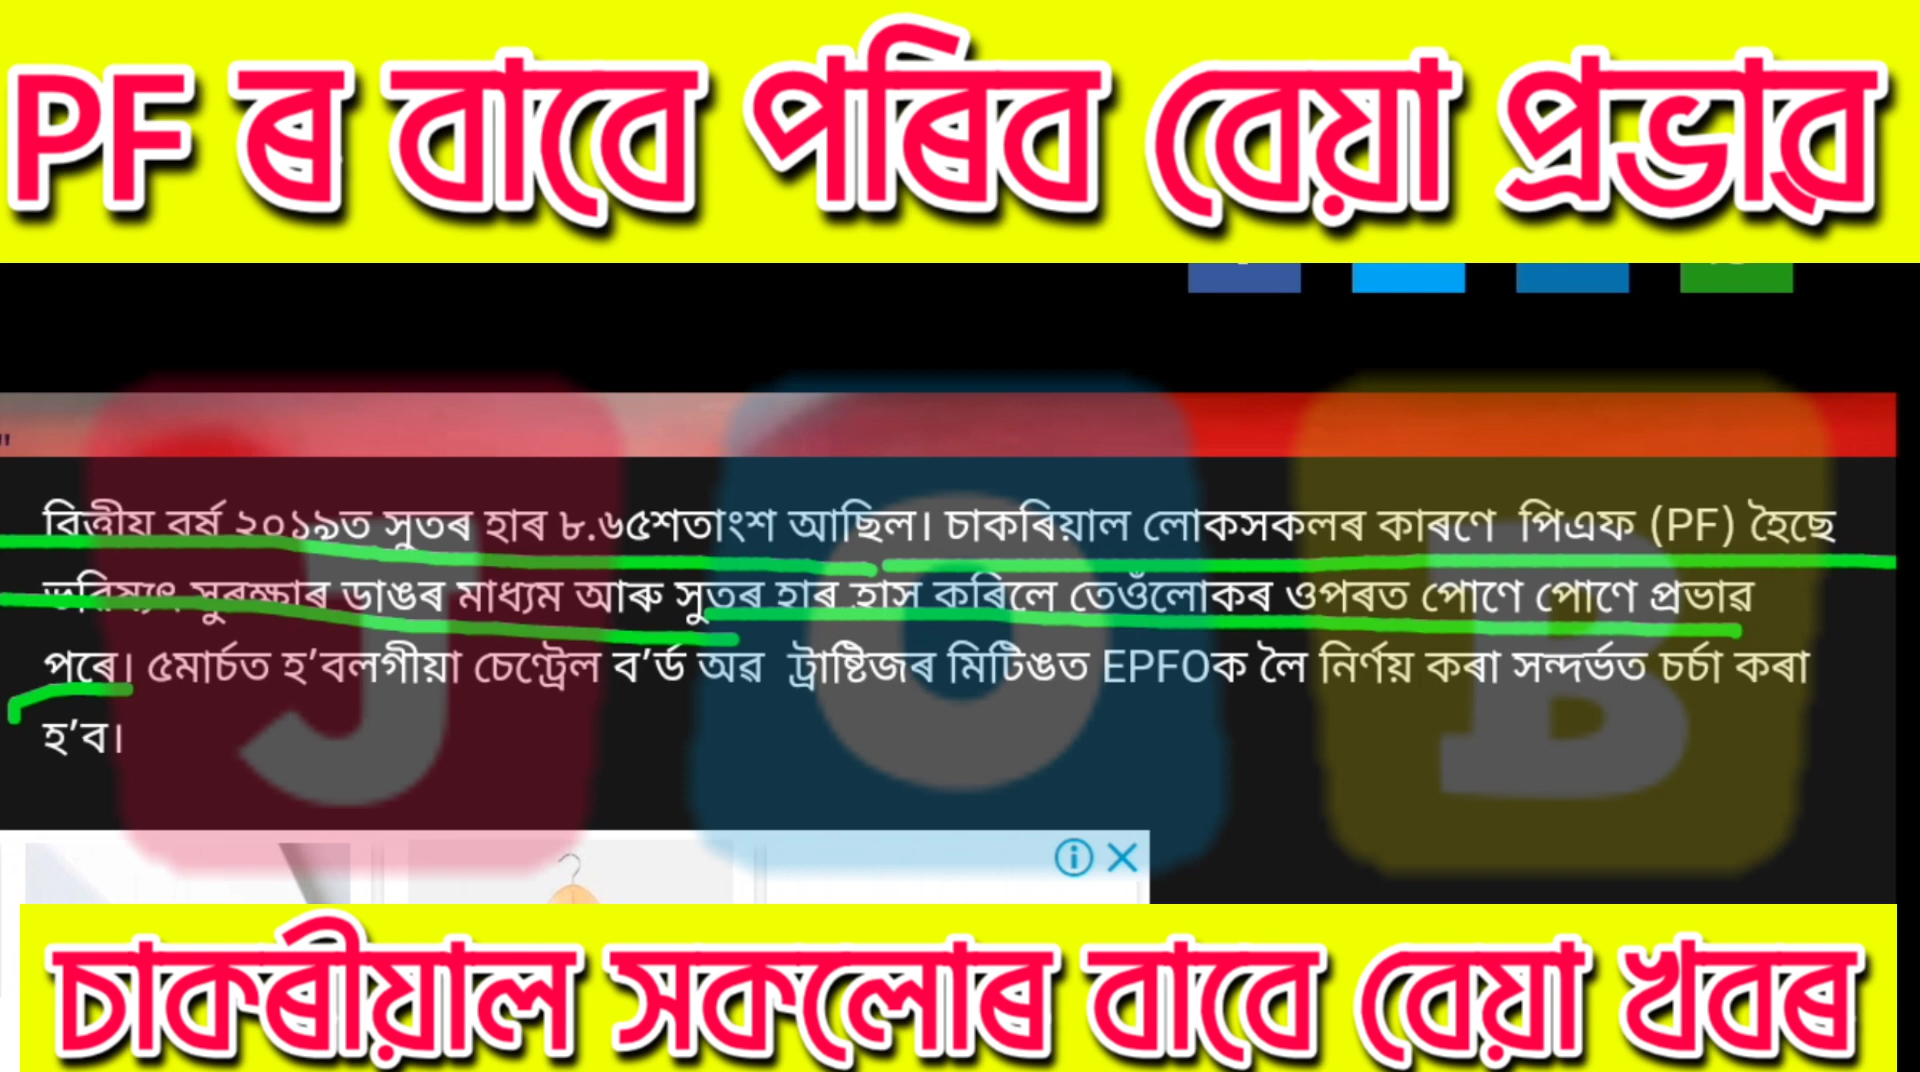 PF ৰ বাবে পৰিব বেয়া প্ৰভাৱ
বিত্তীয় বৰ্ষ ২০১৯ত সুতৰ হাৰ ৮.৬৫শতাংশ আছিল। চাকৰিয়াল লোকসকলৰ কাৰণে পিএফ (PF) হৈছে
ভৱিষ্যৎ সুৰক্ষাৰ ডাঙৰ মাধ্যম আৰু সুতৰ হাৰ হ্ৰাস কৰিলে তেওঁলোকৰ ওপৰত পোণে পোণে প্ৰভাৱ
পৰে। ৫মাৰ্চত হ’বলগীয়া চেণ্ট্ৰেল ব’ৰ্ড অৱ ট্ৰাষ্টিজৰ মিটিঙত EPFOক লৈ নিৰ্ণয় কৰা সন্দৰ্ভত চৰ্চা কৰা
হ’ব।
J O B
চাকৰীয়াল সকলোৰ বাবে বেয়া খবৰ